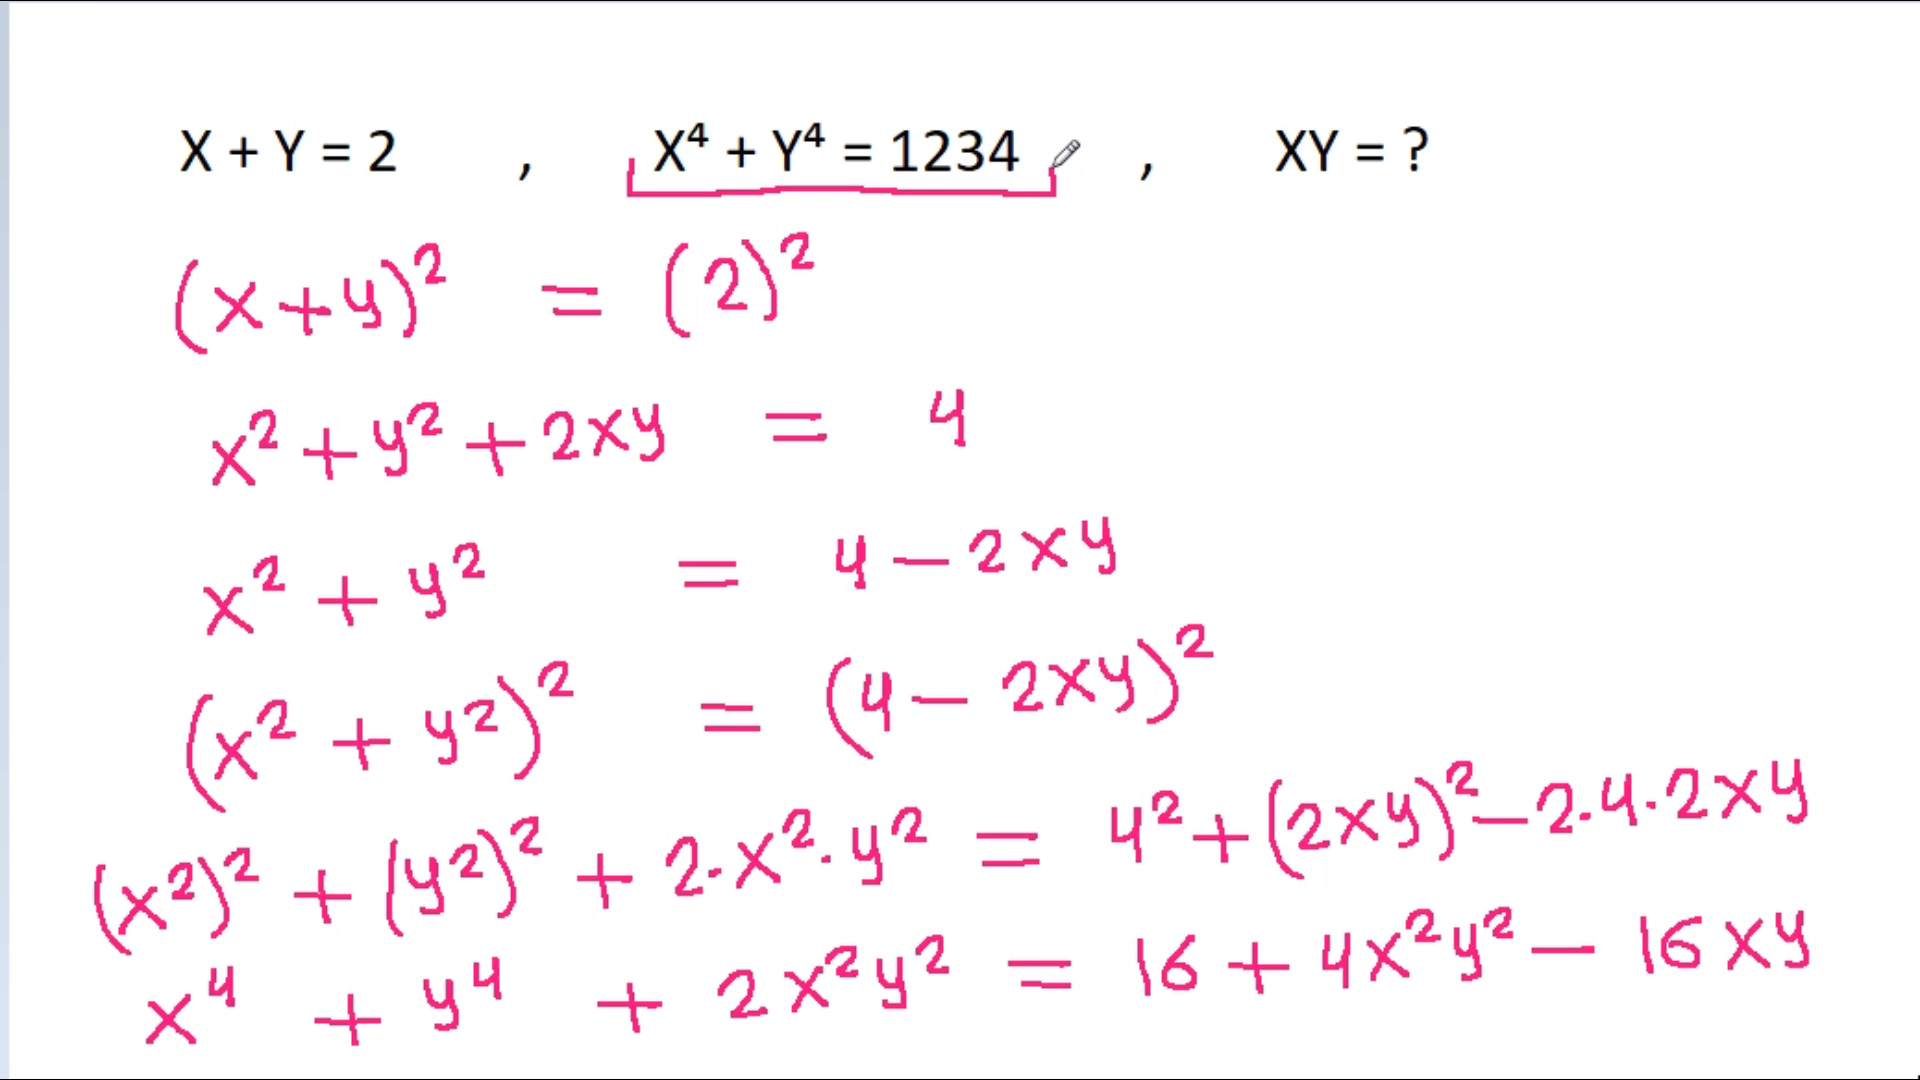 X + Y = 2 , X⁴ + Y⁴ = 1234 , XY = ?
(x+y)² = (2)²
x² + y² + 2xy = 4
x² + y² = 4 – 2xy
(x² + y²)² = (4 – 2xy)²
(x²)² + (y²)² + 2·x²·y² = 4² + (2xy)² – 2·4·2xy
x⁴ + y⁴ + 2x²y² = 16 + 4x²y² – 16xy